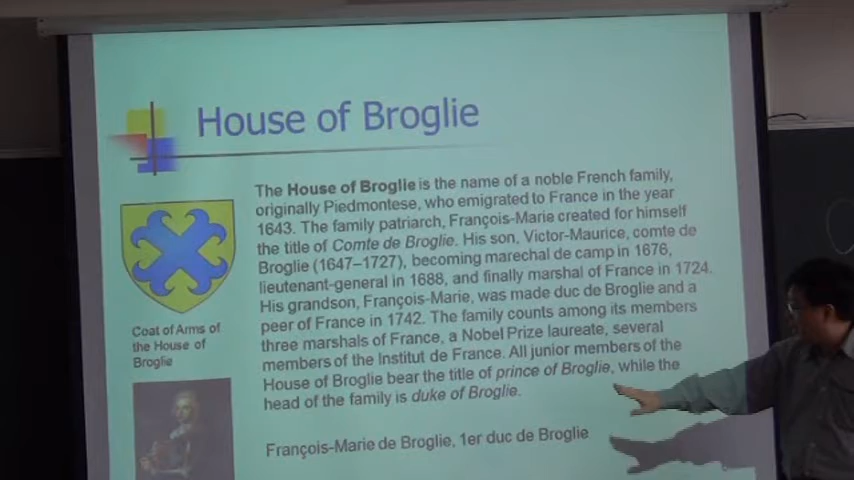 House of Broglie
The House of Broglie is the name of a noble French family,
originally Piedmontese, who emigrated to France in the year
1643. The family patriarch, François-Marie created for himself
the title of Comte de Broglie. His son, Victor-Maurice, comte de
Broglie (1647–1727), becoming marechal de camp in 1676,
lieutenant-general in 1688, and finally marshal of France in 1724.
His grandson, François-Marie, was made duc de Broglie and a
peer of France in 1742. The family counts among its members
three marshals of France, a Nobel Prize laureate, several
members of the Institut de France. All junior members of the
House of Broglie bear the title of prince of Broglie, while the
head of the family is duke of Broglie.
Coat of Arms of
the House of
Broglie
François-Marie de Broglie, 1er duc de Broglie